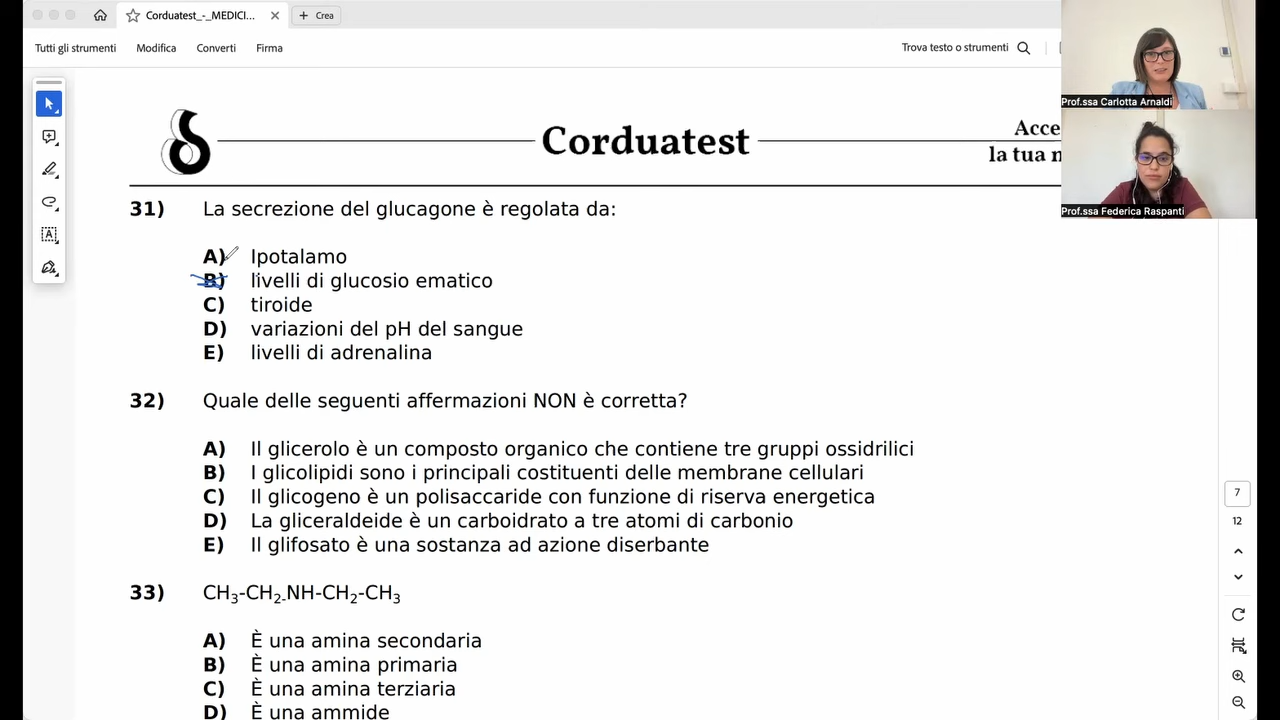 Corduatest_-_MEDICI...
Crea
Tutti gli strumenti Modifica Converti Firma
Trova testo o strumenti
Corduatest
Acce
la tua n
Prof.ssa Carlotta Arnaldi
Prof.ssa Federica Raspanti
31) La secrezione del glucagone è regolata da:
A) Ipotalamo
B) livelli di glucosio ematico
C) tiroide
D) variazioni del pH del sangue
E) livelli di adrenalina
32) Quale delle seguenti affermazioni NON è corretta?
A) Il glicerolo è un composto organico che contiene tre gruppi ossidrilici
B) I glicolipidi sono i principali costituenti delle membrane cellulari
C) Il glicogeno è un polisaccaride con funzione di riserva energetica
D) La gliceraldeide è un carboidrato a tre atomi di carbonio
E) Il glifosato è una sostanza ad azione diserbante
33) CH3-CH2-NH-CH2-CH3
A) È una amina secondaria
B) È una amina primaria
C) È una amina terziaria
D) È una ammide
7
12